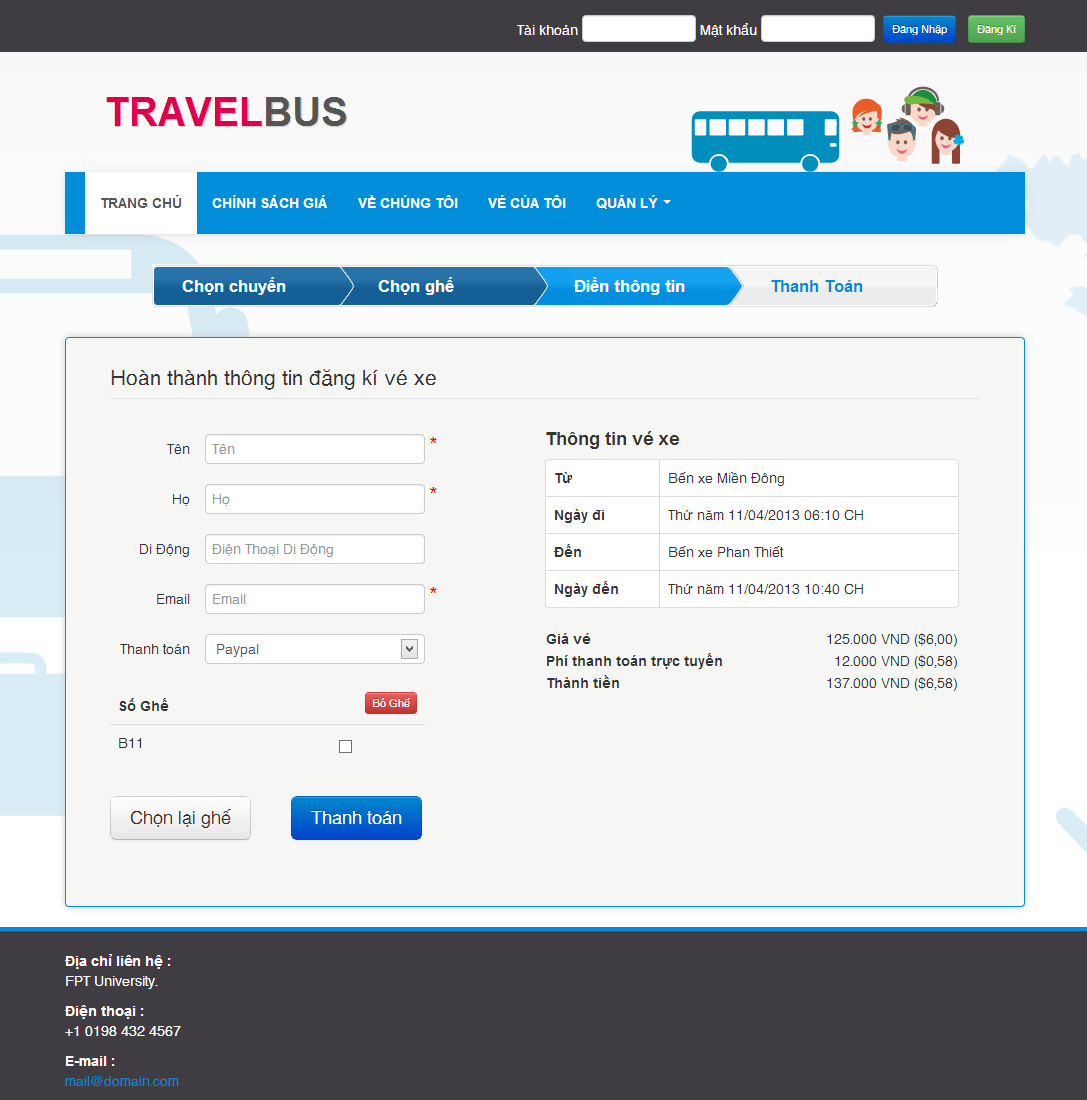 Tài khoản Mật khẩu Đăng Nhập Đăng Kí
TRAVELBUS
TRANG CHỦ CHÍNH SÁCH GIÁ VỀ CHÚNG TÔI VÉ CỦA TÔI QUẢN LÝ
Chọn chuyến Chọn ghế Điền thông tin Thanh Toán
Hoàn thành thông tin đăng kí vé xe
Tên Tên *
Họ Họ *
Di Động Điện Thoại Di Động
Email Email *
Thanh toán Paypal
Số Ghế Bỏ Ghế
B11
Chọn lại ghế Thanh toán
Thông tin vé xe
Từ Bến xe Miền Đông
Ngày đi Thứ năm 11/04/2013 06:10 CH
Đến Bến xe Phan Thiết
Ngày đến Thứ năm 11/04/2013 10:40 CH
Giá vé 125.000 VND ($6,00)
Phí thanh toán trực tuyến 12.000 VND ($0,58)
Thành tiền 137.000 VND ($6,58)
Địa chỉ liên hệ :
FPT University.
Điện thoại :
+1 0198 432 4567
E-mail :
mail@domain.com